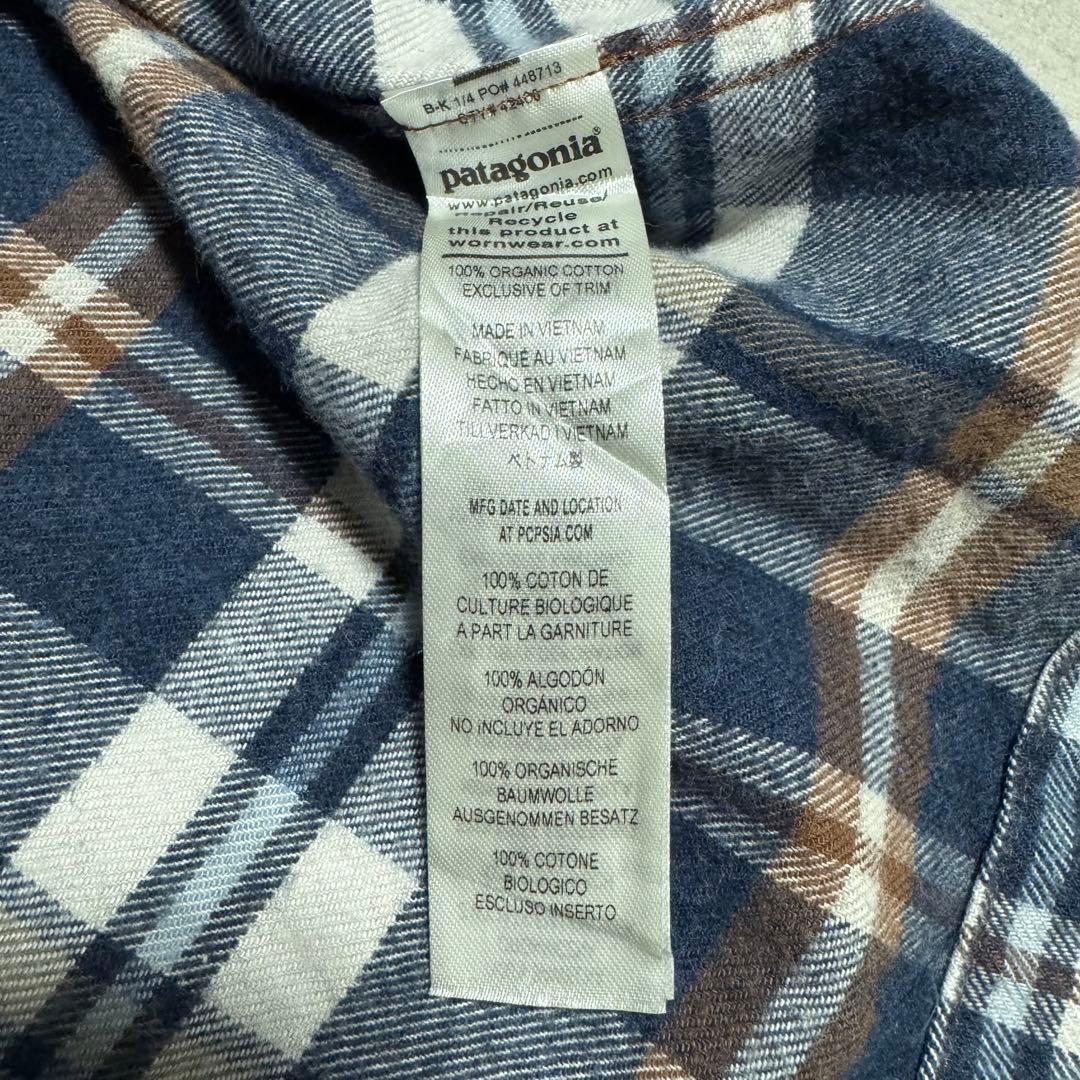 B-K 1/4 PO# 448713
QTY#
patagonia®
www.patagonia.com
Repair/Reuse/
Recycle
this product at
wornwear.com
100% ORGANIC COTTON
EXCLUSIVE OF TRIM
MADE IN VIETNAM
FABRIQUÉ AU VIETNAM
HECHO EN VIETNAM
FATTO IN VIETNAM
TILLVERKAD I VIETNAM
ベトナム製
MFG DATE AND LOCATION
AT PCPSIA.COM
100% COTON DE
CULTURE BIOLOGIQUE
A PART LA GARNITURE
100% ALGODÓN
ORGÁNICO
NO INCLUYE EL ADORNO
100% ORGANISCHE
BAUMWOLLE
AUSGENOMMEN BESATZ
100% COTONE
BIOLOGICO
ESCLUSO INSERTO